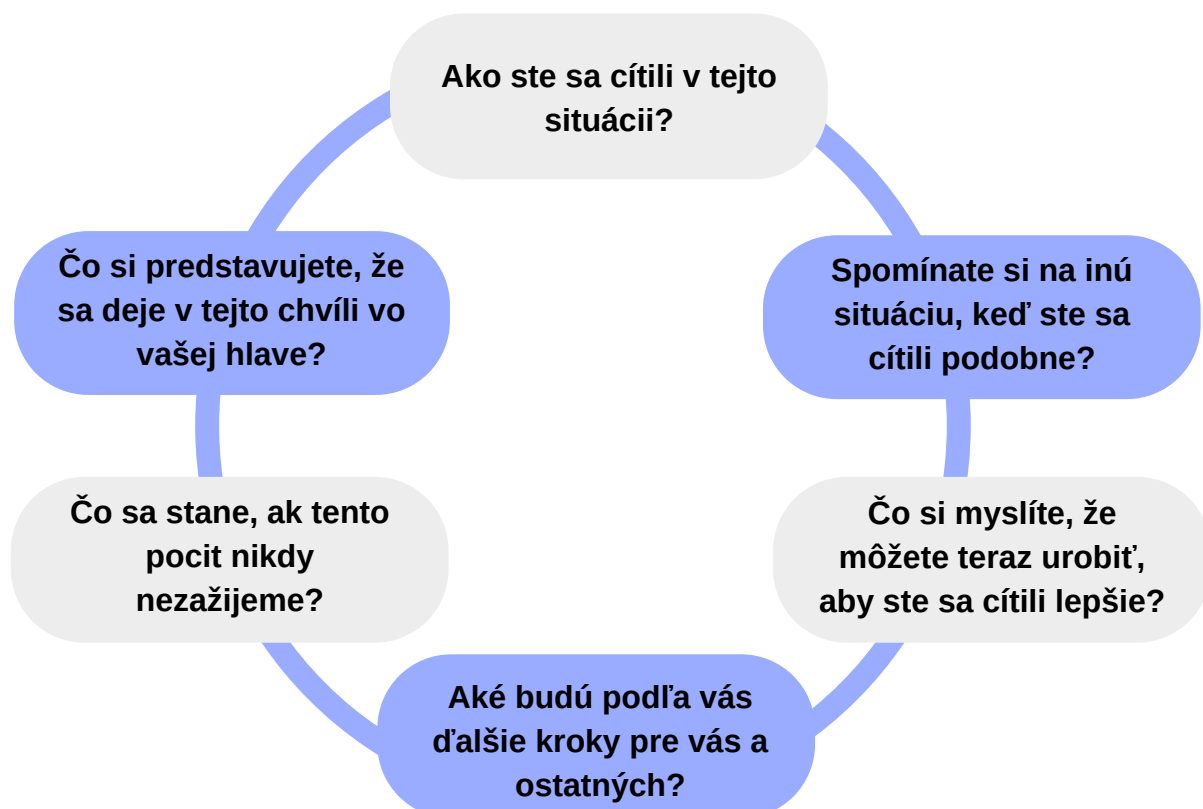 Ako ste sa cítili v tejto
situácii?
Spomínate si na inú
situáciu, keď ste sa
cítili podobne?
Čo si myslíte, že
môžete teraz urobiť,
aby ste sa cítili lepšie?
Aké budú podľa vás
ďalšie kroky pre vás a
ostatných?
Čo sa stane, ak tento
pocit nikdy
nezažijeme?
Čo si predstavujete, že
sa deje v tejto chvíli vo
vašej hlave?